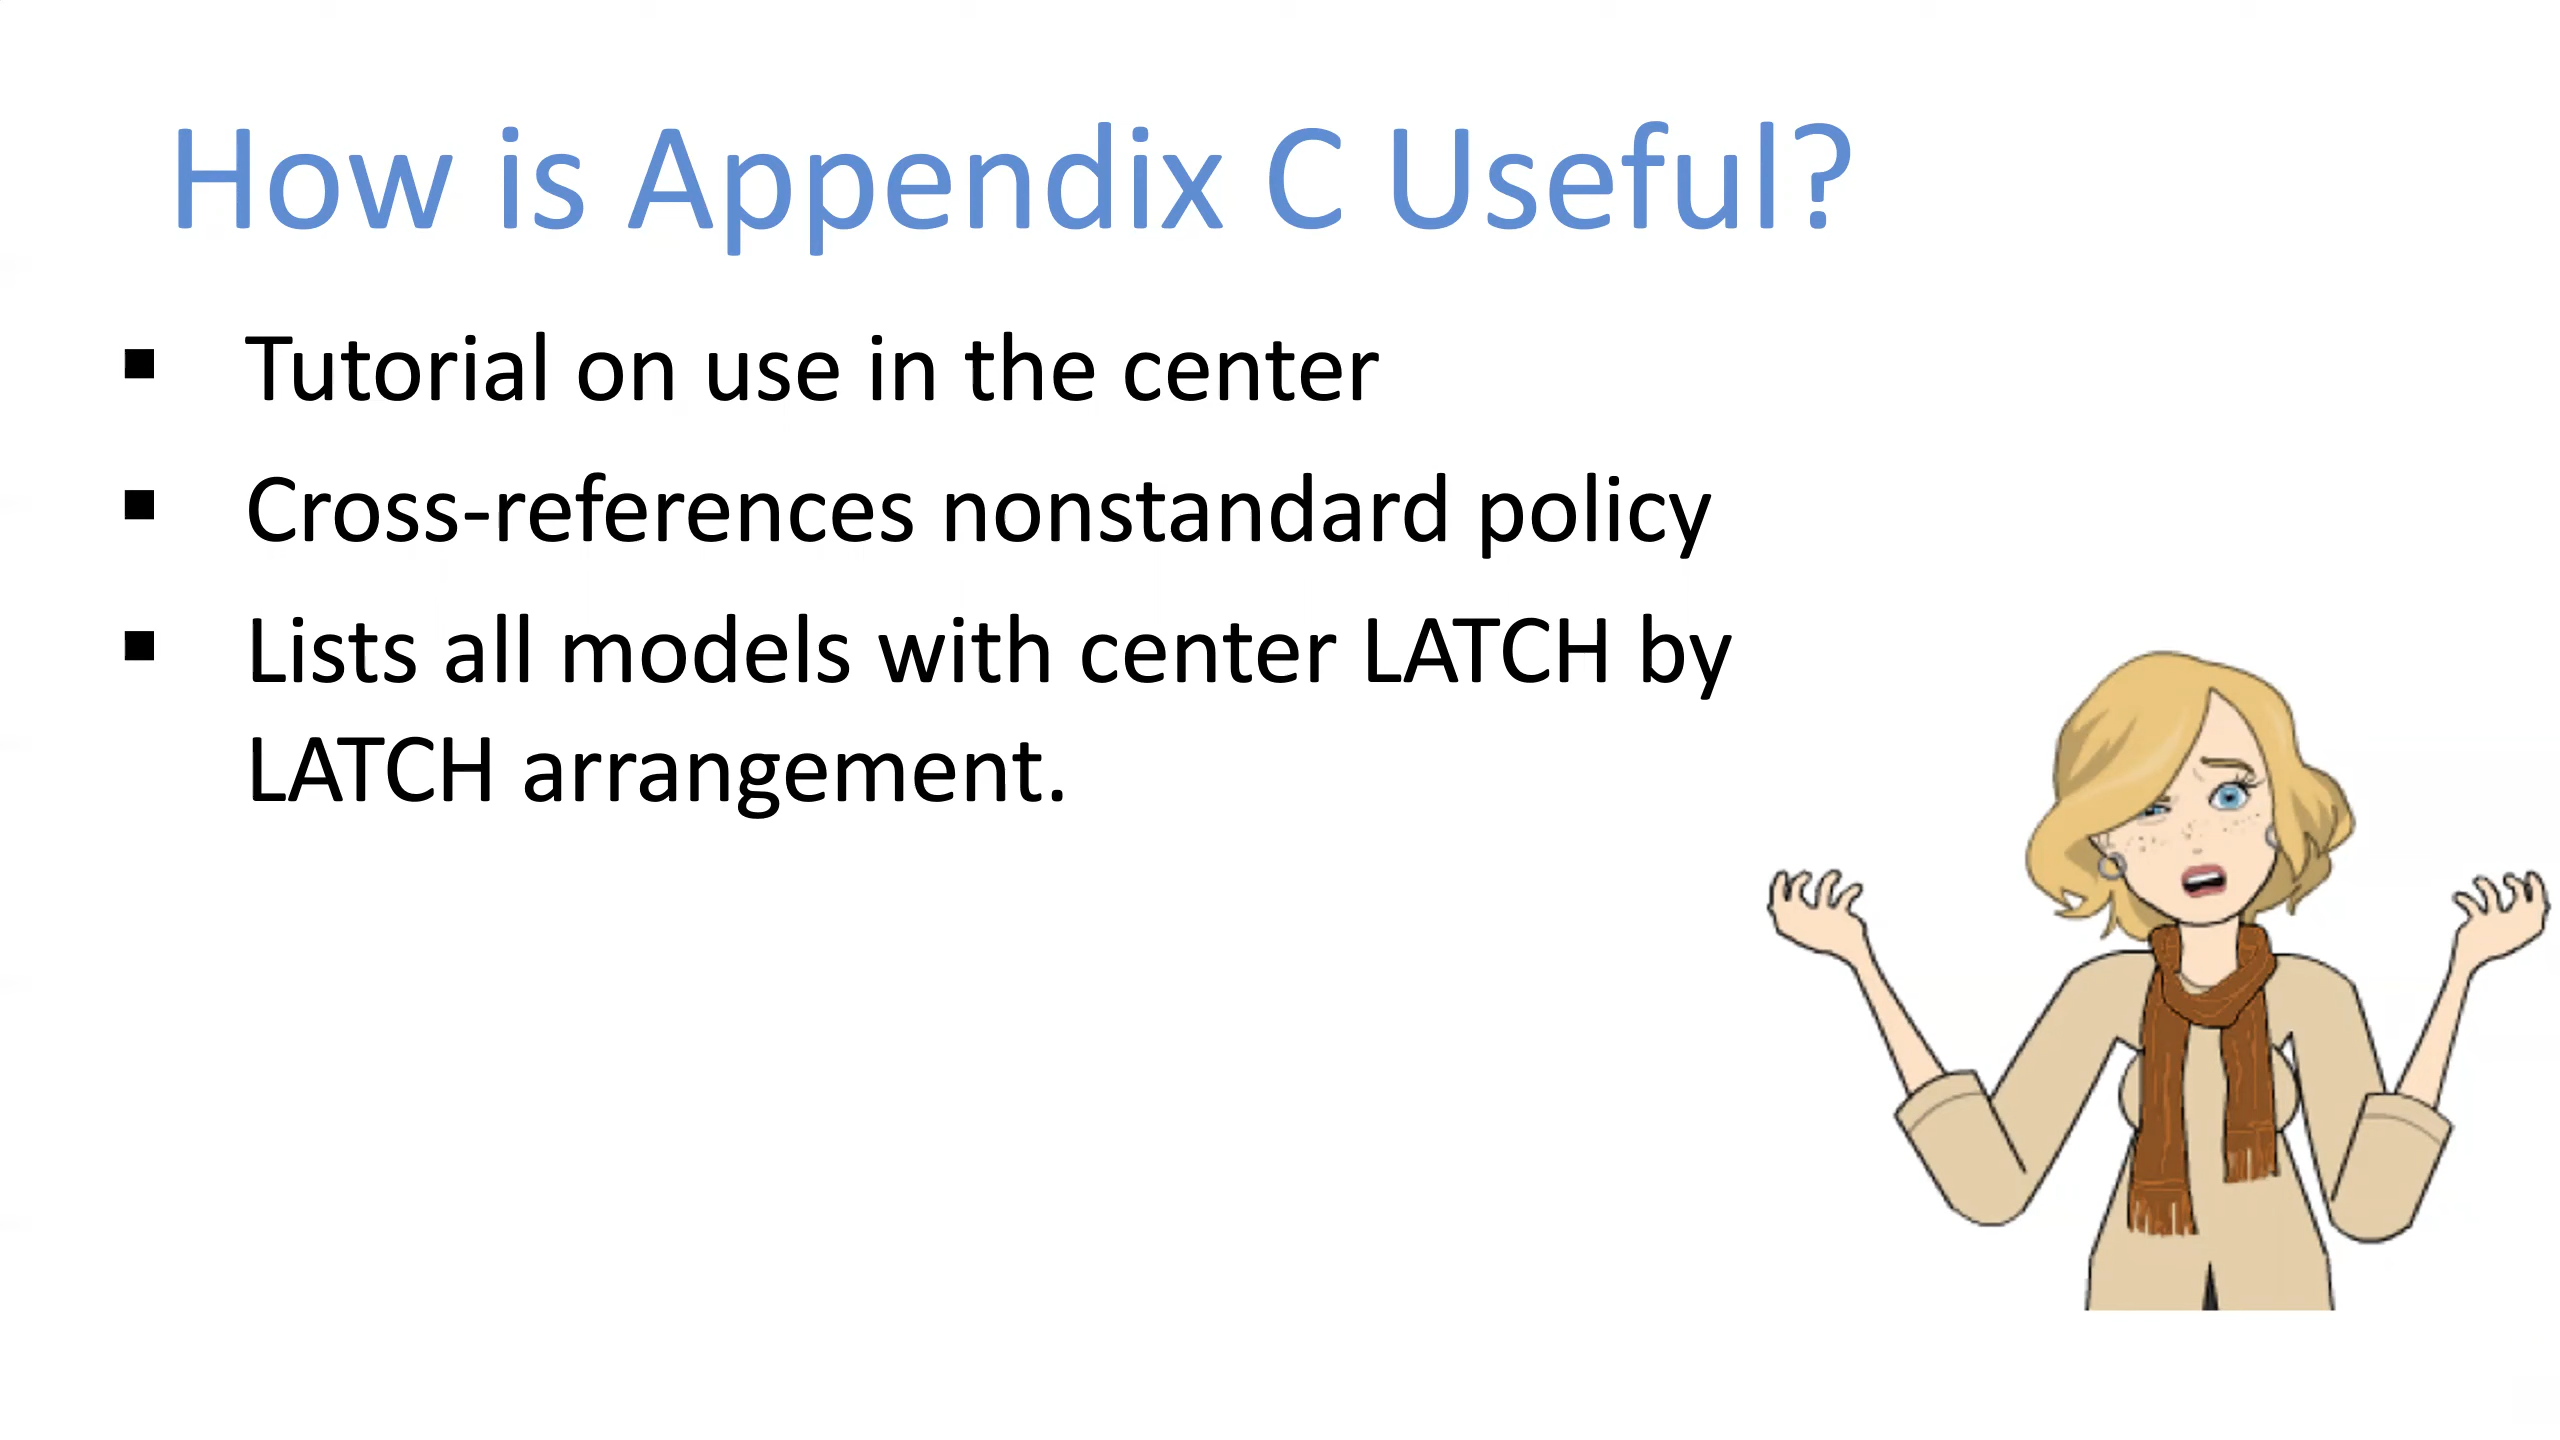 How is Appendix C Useful?
▪ Tutorial on use in the center
▪ Cross-references nonstandard policy
▪ Lists all models with center LATCH by
LATCH arrangement.